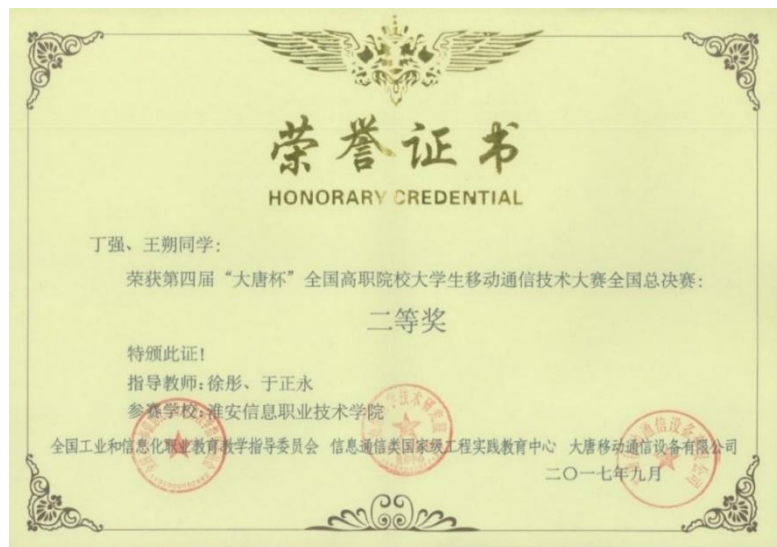 荣誉证书
HONORARY CREDENTIAL
丁强、王朔同学:
荣获第四届“大唐杯”全国高职院校大学生移动通信技术大赛全国总决赛:
二等奖
特颁此证!
指导教师:徐彤、于正永
参赛学校:淮安信息职业技术学院
全国工业和信息化职业教育教学指导委员会 信息通信类国家级工程实践教育中心 大唐移动通信设备有限公司
二〇一七年九月